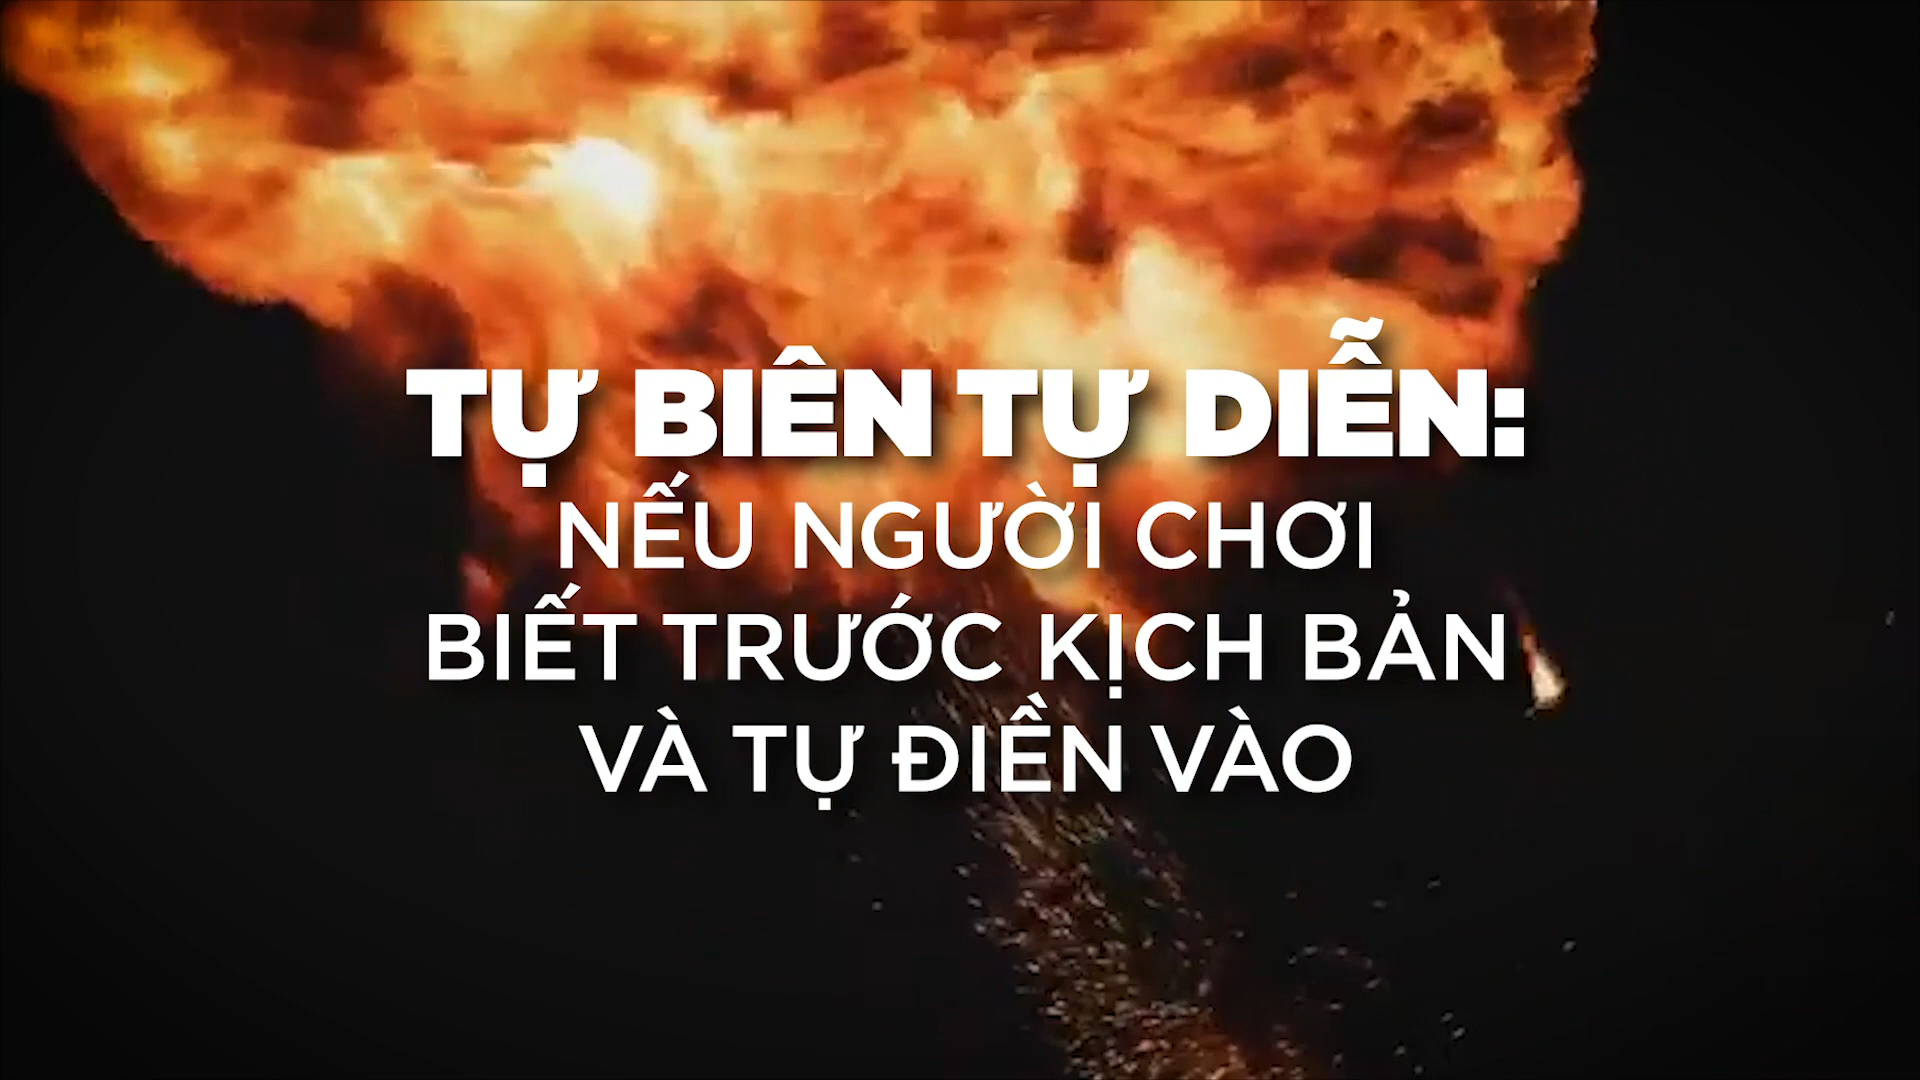 TỰ BIÊN TỰ DIỄN:
NẾU NGƯỜI CHƠI
BIẾT TRƯỚC KỊCH BẢN
VÀ TỰ ĐIỀN VÀO